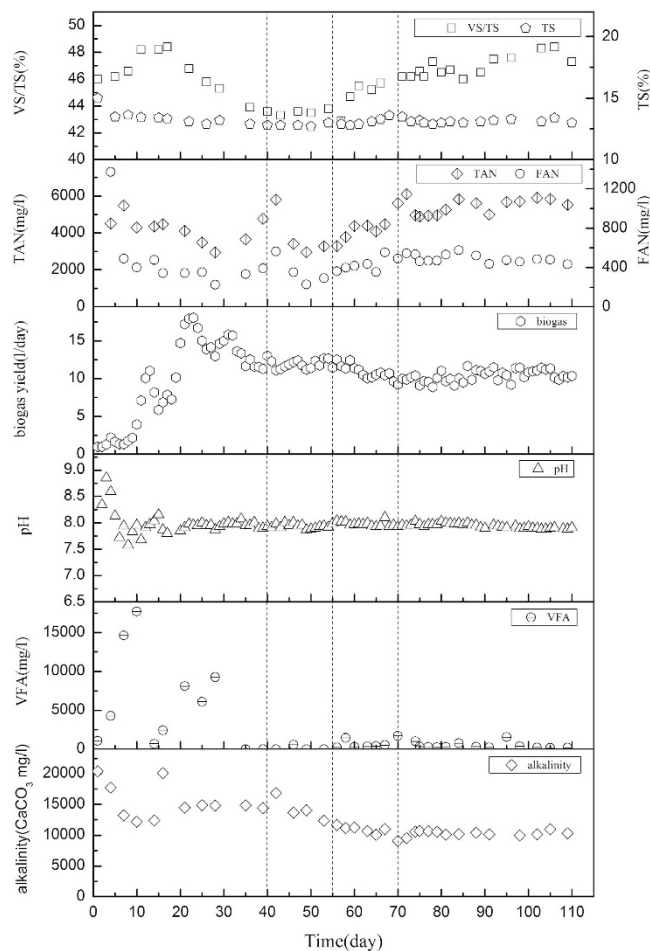 VS/TS TS
50
48
46
44
42
40
VS/TS(%)
20
15
13
10
TS(%)
TAN FAN
6000
4000
2000
0
TAN(mg/l)
1200
800
400
0
FAN(mg/l)
biogas
15
10
5
0
biogas yield(l/day)
pH
9.0
8.5
8.0
7.5
7.0
6.5
pH
VFA
15000
10000
5000
0
VFA(mg/l)
alkalinity
20000
15000
10000
5000
0
alkalinity(CaCO3 mg/l)
0 10 20 30 40 50 60 70 80 90 100 110
Time(day)